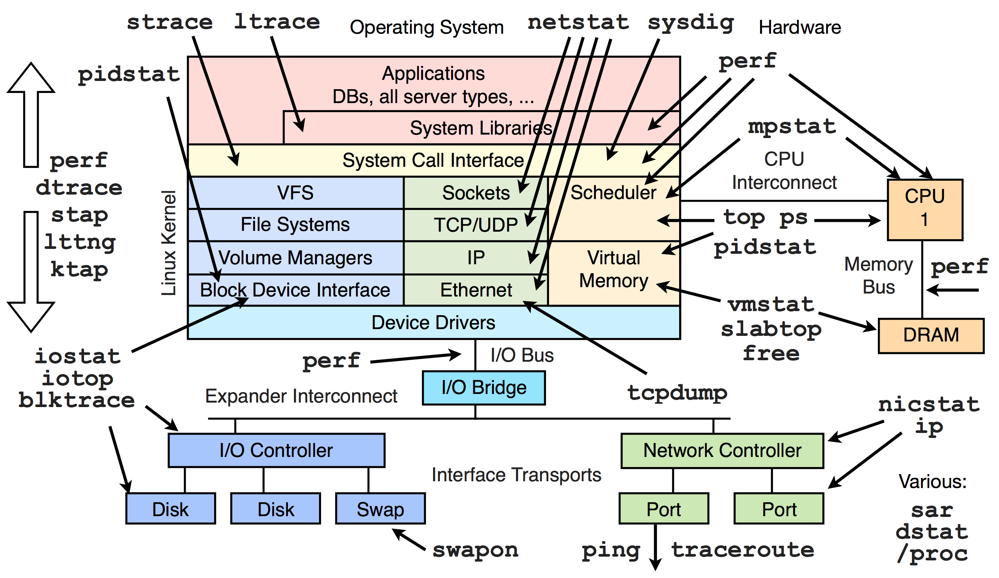 strace ltrace Operating System netstat sysdig Hardware
pidstat
perf
Applications
DBs, all server types, ...
System Libraries
mpstat
System Call Interface
CPU
Interconnect
perf
dtrace
stap
lttng
ktap
Linux Kernel
VFS
Sockets
Scheduler
File Systems
TCP/UDP
Volume Managers
IP
Virtual
Memory
Block Device Interface
Ethernet
Device Drivers
CPU
1
top ps
pidstat
Memory
Bus
perf
vmstat
slabtop
free
DRAM
iostat
iotop
blktrace
perf
I/O Bus
I/O Bridge
Expander Interconnect
tcpdump
nicstat
ip
I/O Controller
Network Controller
Interface Transports
Disk
Disk
Swap
Port
Port
swapon
ping traceroute
Various:
sar
dstat
/proc